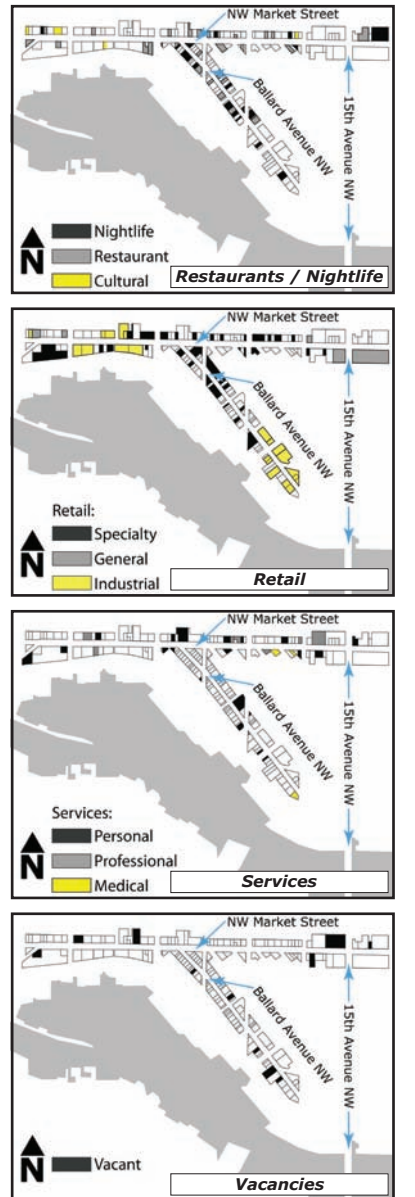 NW Market Street
Ballard Avenue NW
15th Avenue NW
N
Nightlife
Restaurant
Cultural
Restaurants / Nightlife
NW Market Street
Ballard Avenue NW
15th Avenue NW
Retail:
N
Specialty
General
Industrial
Retail
NW Market Street
Ballard Avenue NW
15th Avenue NW
Services:
N
Personal
Professional
Medical
Services
NW Market Street
Ballard Avenue NW
15th Avenue NW
N
Vacant
Vacancies